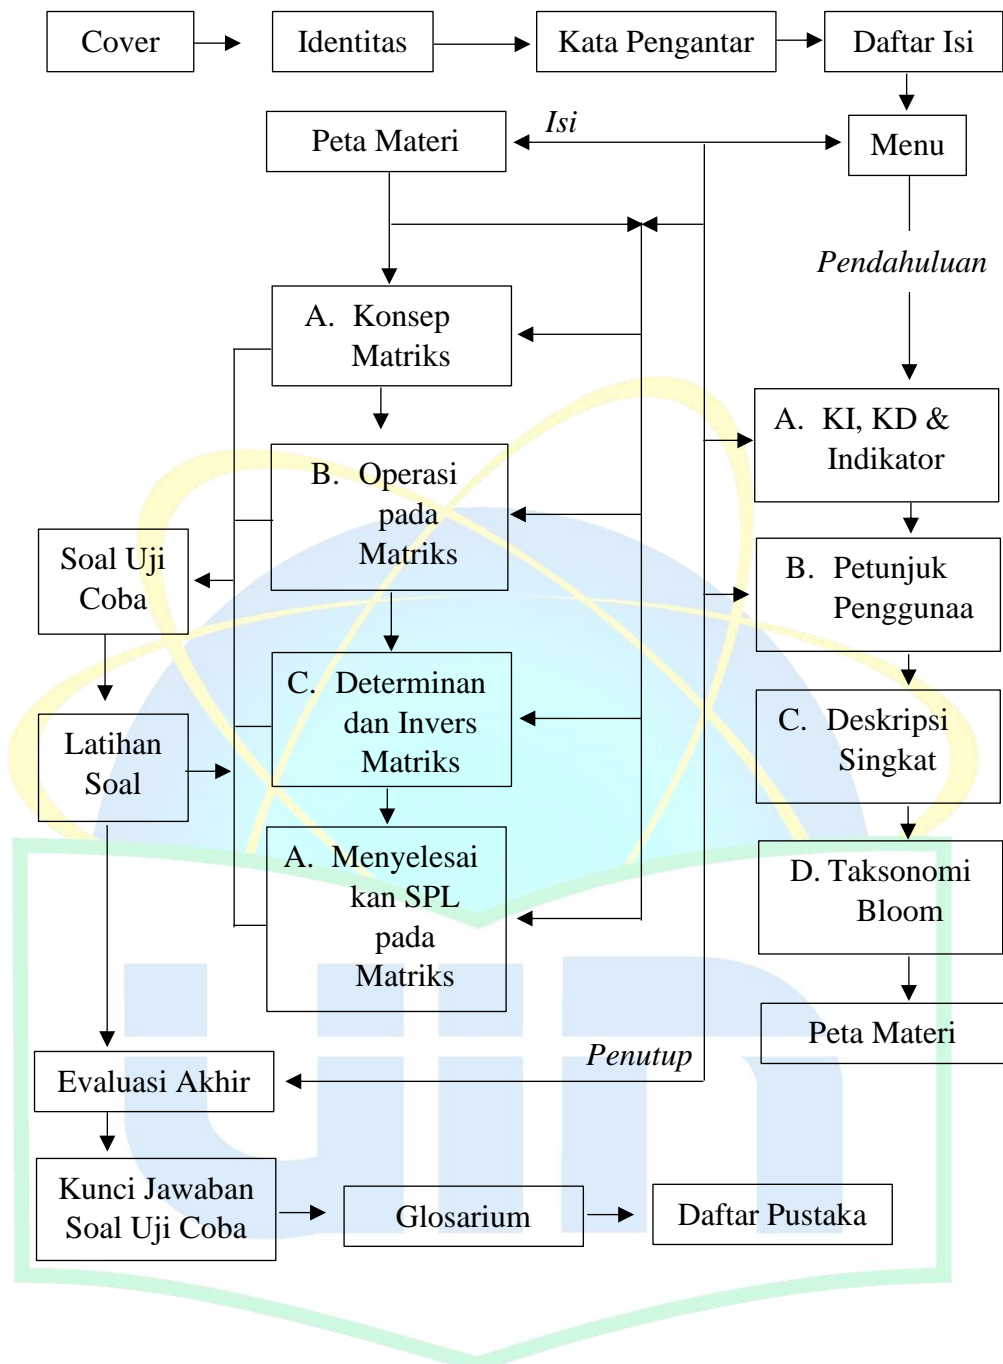 Cover
Identitas
Kata Pengantar
Daftar Isi
Peta Materi
Isi
Menu
Pendahuluan
A. Konsep
Matriks
A. KI, KD &
Indikator
B. Operasi
pada
Matriks
Soal Uji
Coba
B. Petunjuk
Penggunaa
C. Determinan
dan Invers
Matriks
C. Deskripsi
Singkat
Latihan
Soal
A. Menyelesai
kan SPL
pada
Matriks
D. Taksonomi
Bloom
Peta Materi
Penutup
Evaluasi Akhir
Kunci Jawaban
Soal Uji Coba
Glosarium
Daftar Pustaka
uin